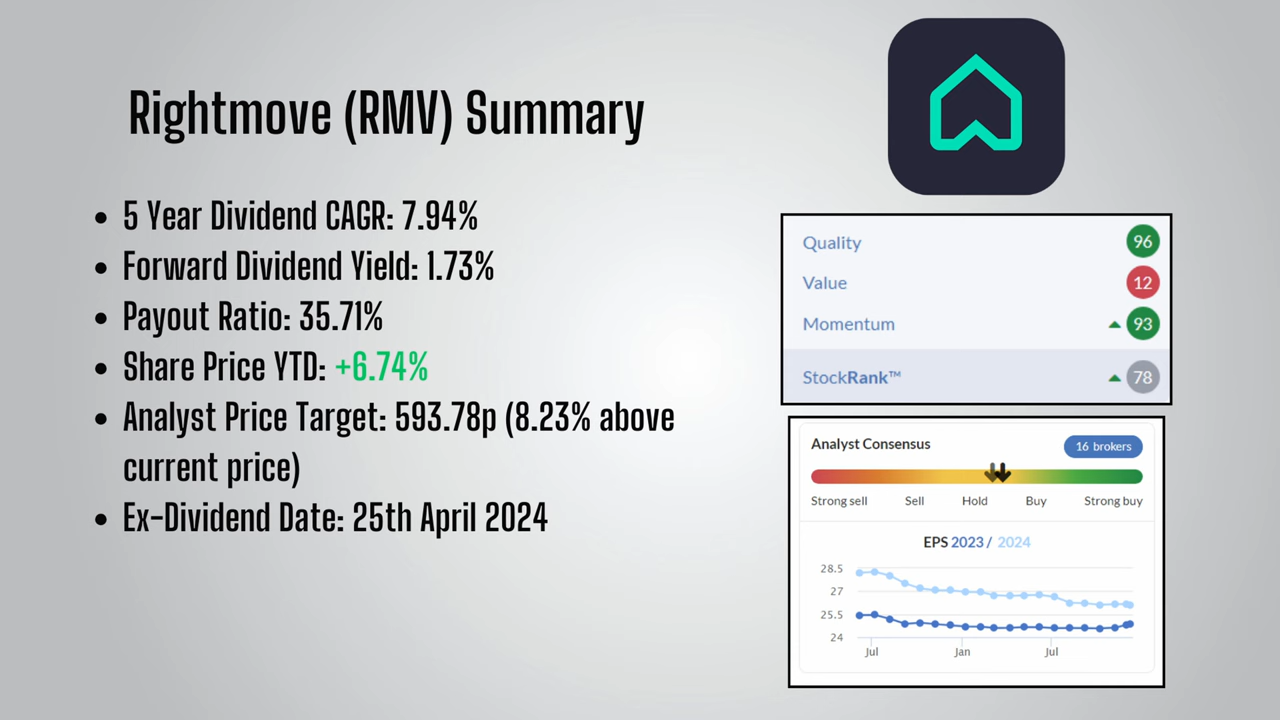 Rightmove (RMV) Summary
• 5 Year Dividend CAGR: 7.94%
• Forward Dividend Yield: 1.73%
• Payout Ratio: 35.71%
• Share Price YTD: +6.74%
• Analyst Price Target: 593.78p (8.23% above
current price)
• Ex-Dividend Date: 25th April 2024
Quality 96
Value 12
Momentum 93
StockRank™ 78
Analyst Consensus 16 brokers
Strong sell Sell Hold Buy Strong buy
EPS 2023 / 2024
28.5
27
25.5
24
Jul Jan Jul